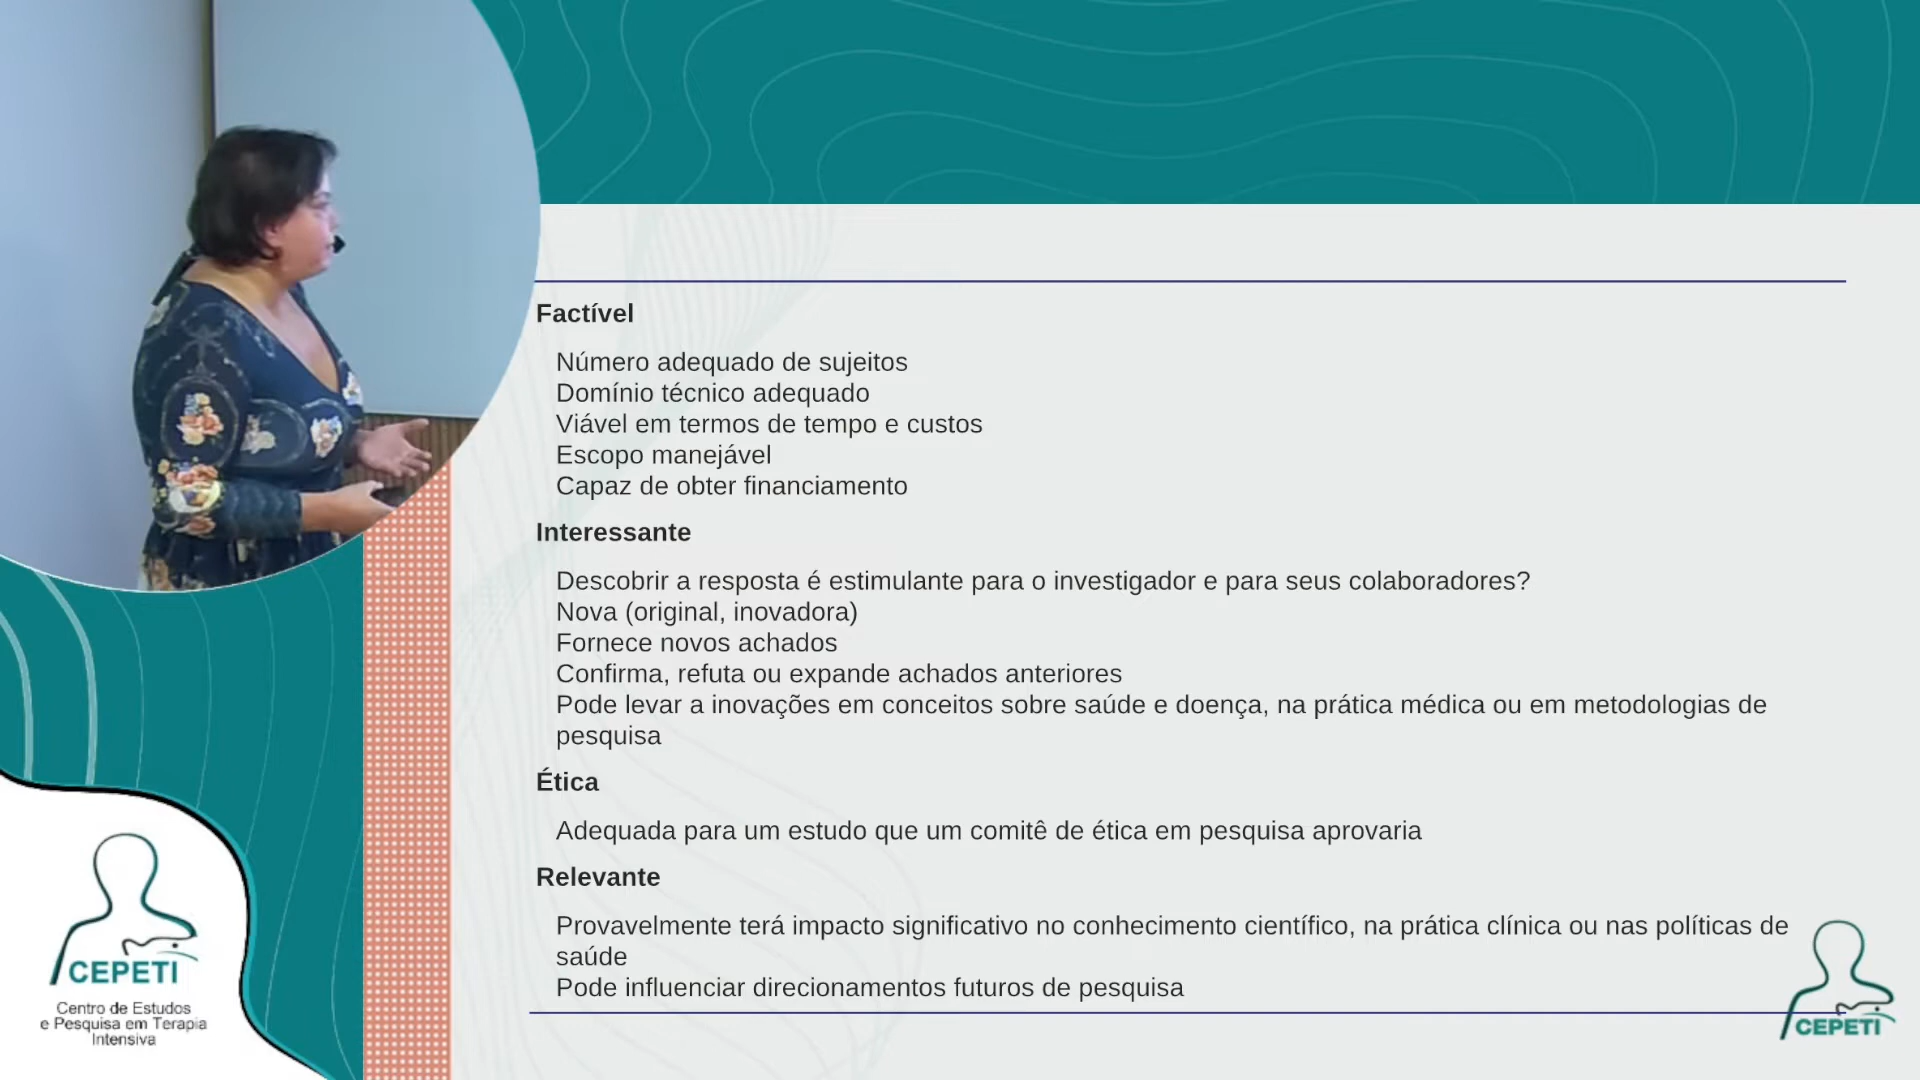 Factível
Número adequado de sujeitos
Domínio técnico adequado
Viável em termos de tempo e custos
Escopo manejável
Capaz de obter financiamento
Interessante
Descobrir a resposta é estimulante para o investigador e para seus colaboradores?
Nova (original, inovadora)
Fornece novos achados
Confirma, refuta ou expande achados anteriores
Pode levar a inovações em conceitos sobre saúde e doença, na prática médica ou em metodologias de
pesquisa
Ética
Adequada para um estudo que um comitê de ética em pesquisa aprovaria
Relevante
Provavelmente terá impacto significativo no conhecimento científico, na prática clínica ou nas políticas de
saúde
Pode influenciar direcionamentos futuros de pesquisa
CEPETI
Centro de Estudos
e Pesquisa em Terapia
Intensiva
CEPETI